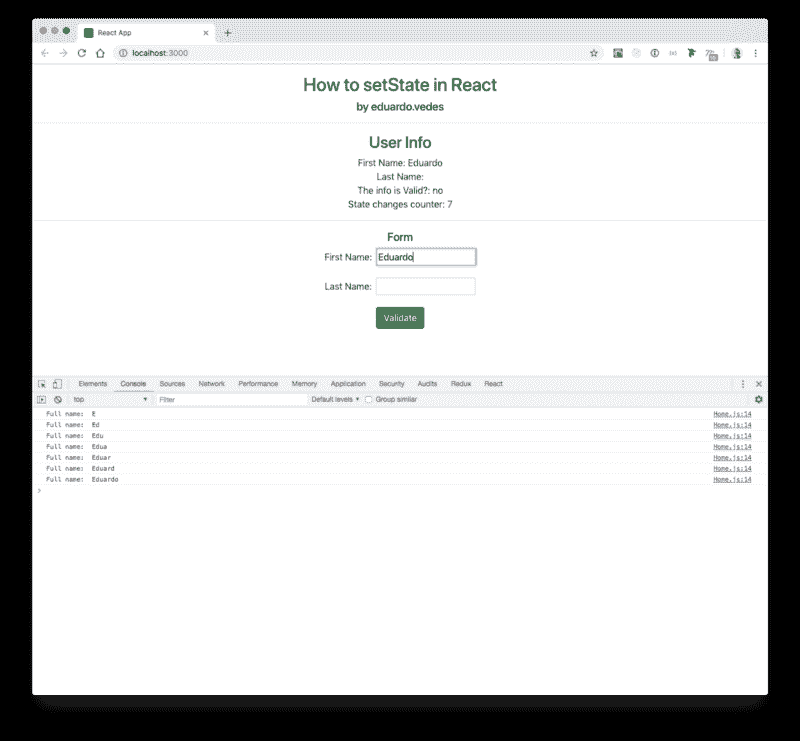 React App
localhost:3000
How to setState in React
by eduardo.vedes
User Info
First Name: Eduardo
Last Name:
The info is Valid?: no
State changes counter: 7
Form
First Name: Eduardo
Last Name:
Validate
Elements Console Sources Network Performance Memory Application Security Audits Redux React
top Filter Default levels Group similar
Full name: E Home.js:14
Full name: Ed Home.js:14
Full name: Edu Home.js:14
Full name: Edua Home.js:14
Full name: Eduar Home.js:14
Full name: Eduard Home.js:14
Full name: Eduardo Home.js:14